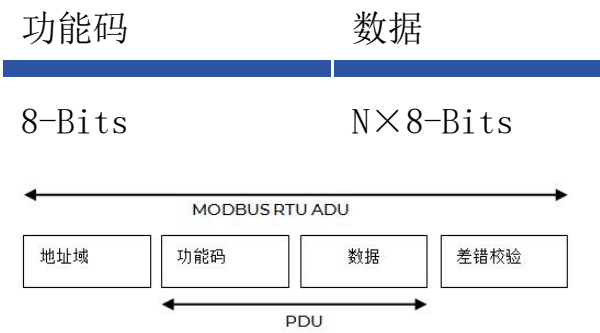 功能码 数据
8-Bits N×8-Bits
MODBUS RTU ADU
地址域 功能码 数据 差错校验
PDU